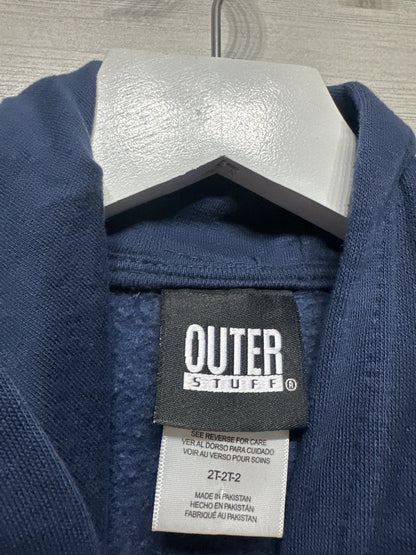 OUTER
STUFF®
SEE REVERSE FOR CARE
VER AL DORSO PARA CUIDADO
VOIR AU VERSO POUR SOINS
2T-2T-2
MADE IN PAKISTAN
HECHO EN PAKISTÁN
FABRIQUÉ AU PAKISTAN